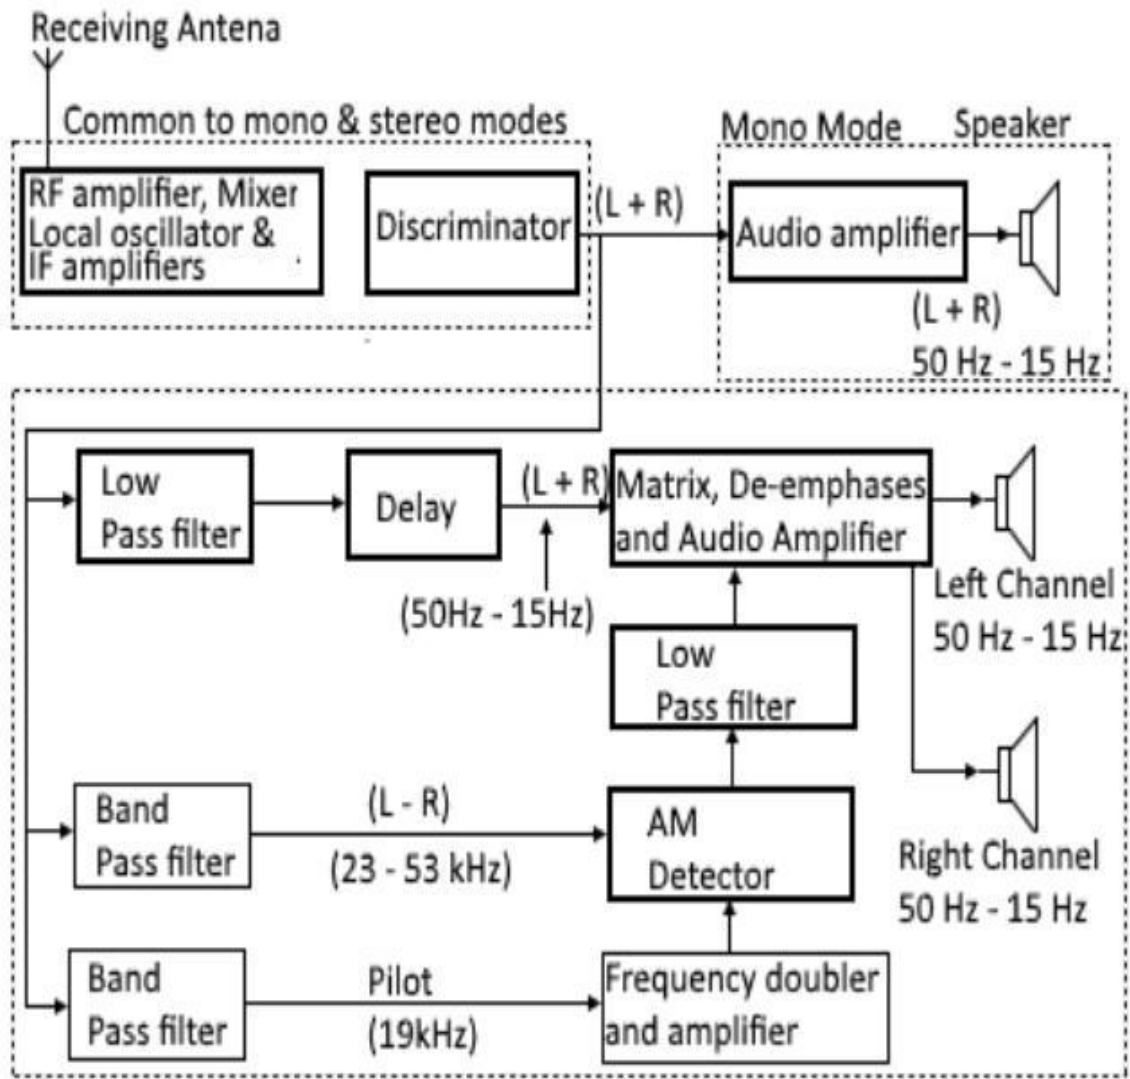 Receiving Antena
Common to mono & stereo modes
Mono Mode
Speaker
RF amplifier, Mixer
Local oscillator &
IF amplifiers
Discriminator
(L + R)
Audio amplifier
(L + R)
50 Hz - 15 Hz
Low
Pass filter
Delay
(L + R)
(50Hz - 15Hz)
Matrix, De-emphases
and Audio Amplifier
Left Channel
50 Hz - 15 Hz
Low
Pass filter
Band
Pass filter
(L - R)
(23 - 53 kHz)
AM
Detector
Right Channel
50 Hz - 15 Hz
Band
Pass filter
Pilot
(19kHz)
Frequency doubler
and amplifier